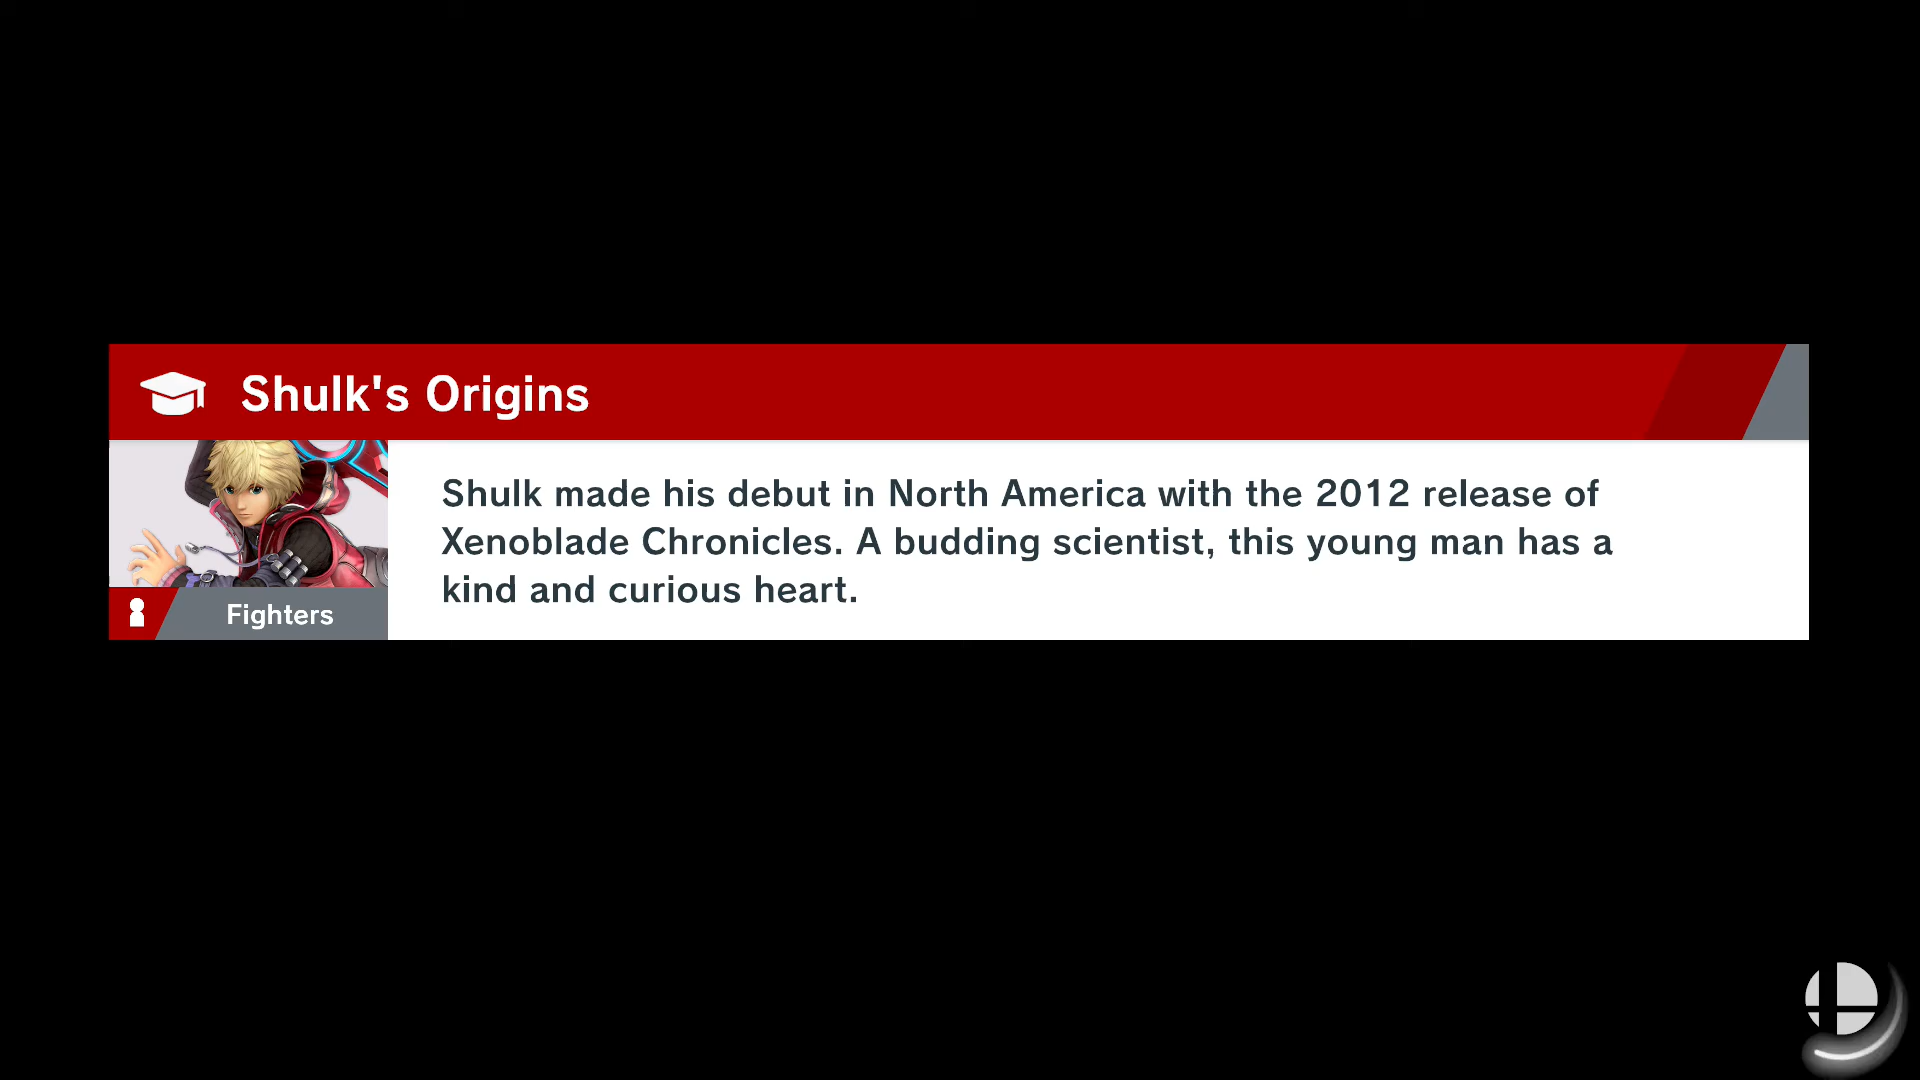 Shulk's Origins
Shulk made his debut in North America with the 2012 release of
Xenoblade Chronicles. A budding scientist, this young man has a
kind and curious heart.
Fighters